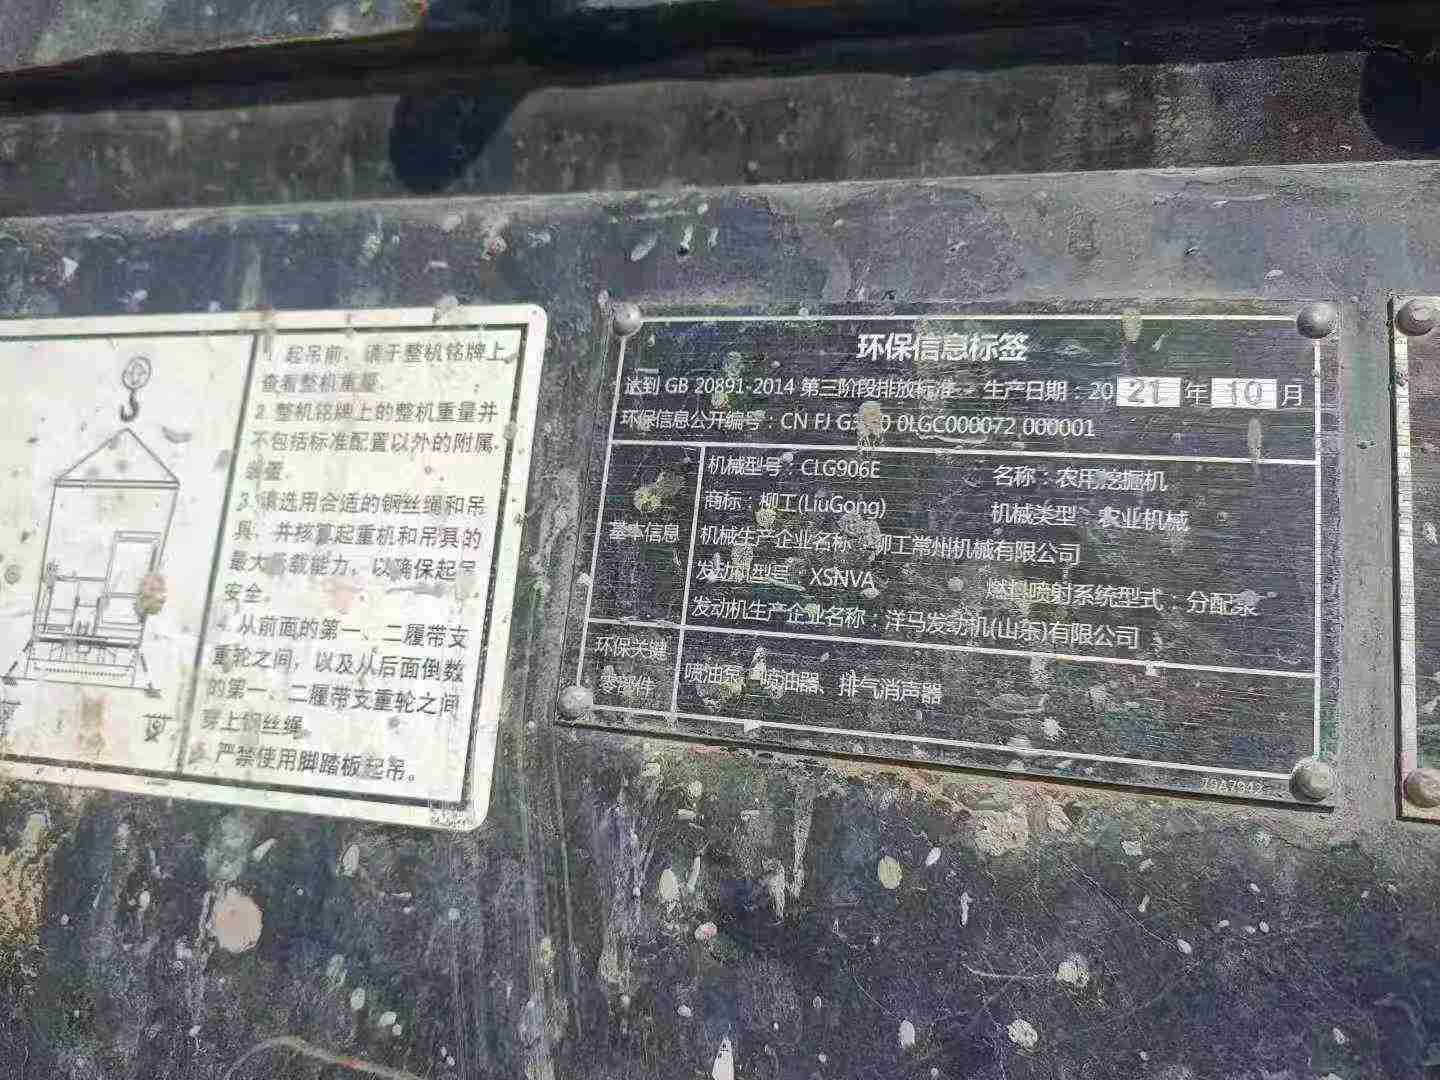 1、起吊前，请于整机铭牌上
查看整机重量。
2、整机铭牌上的整机重量并
不包括标准配置以外的附属
装置。
3、请选用合适的钢丝绳和吊
具，并核算起重机和吊具的
最大承载能力，以确保起吊
安全。
4、从前面的第一、二履带支
重轮之间，以及从后面倒数
的第一、二履带支重轮之间
穿上钢丝绳。
严禁使用脚踏板起吊。
环保信息标签
达到 GB 20891-2014 第三阶段排放标准 生产日期：2021年10月
环保信息公开编号：CN FJ 0LGC000072 000001
基本信息
机械型号：CLG906E 名称：农用挖掘机
商标：柳工(LiuGong) 机械类型：农业机械
机械生产企业名称：柳工常州机械有限公司
发动机型号：XSNVA 燃料喷射系统型式：分配泵
发动机生产企业名称：洋马发动机(山东)有限公司
环保关键
零部件
喷油泵、喷油器、排气消声器
79A7943